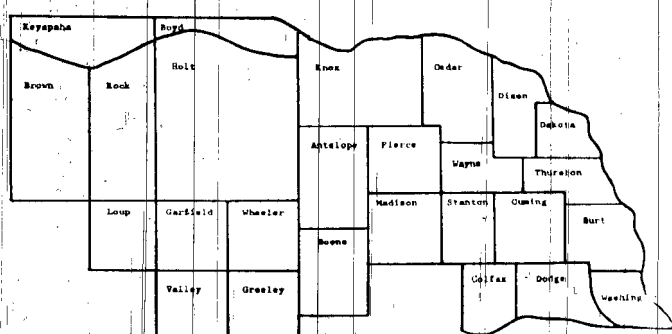 Keyapaha Boyd
Brown Rock Holt Knox Cedar Dixen
Dakota
Antelope Pierce
Wayne
Thurston
Loup Garfield Wheeler Madison Stanton Cuming Burt
Boone
Valley Greeley Colfax Dodge Washing